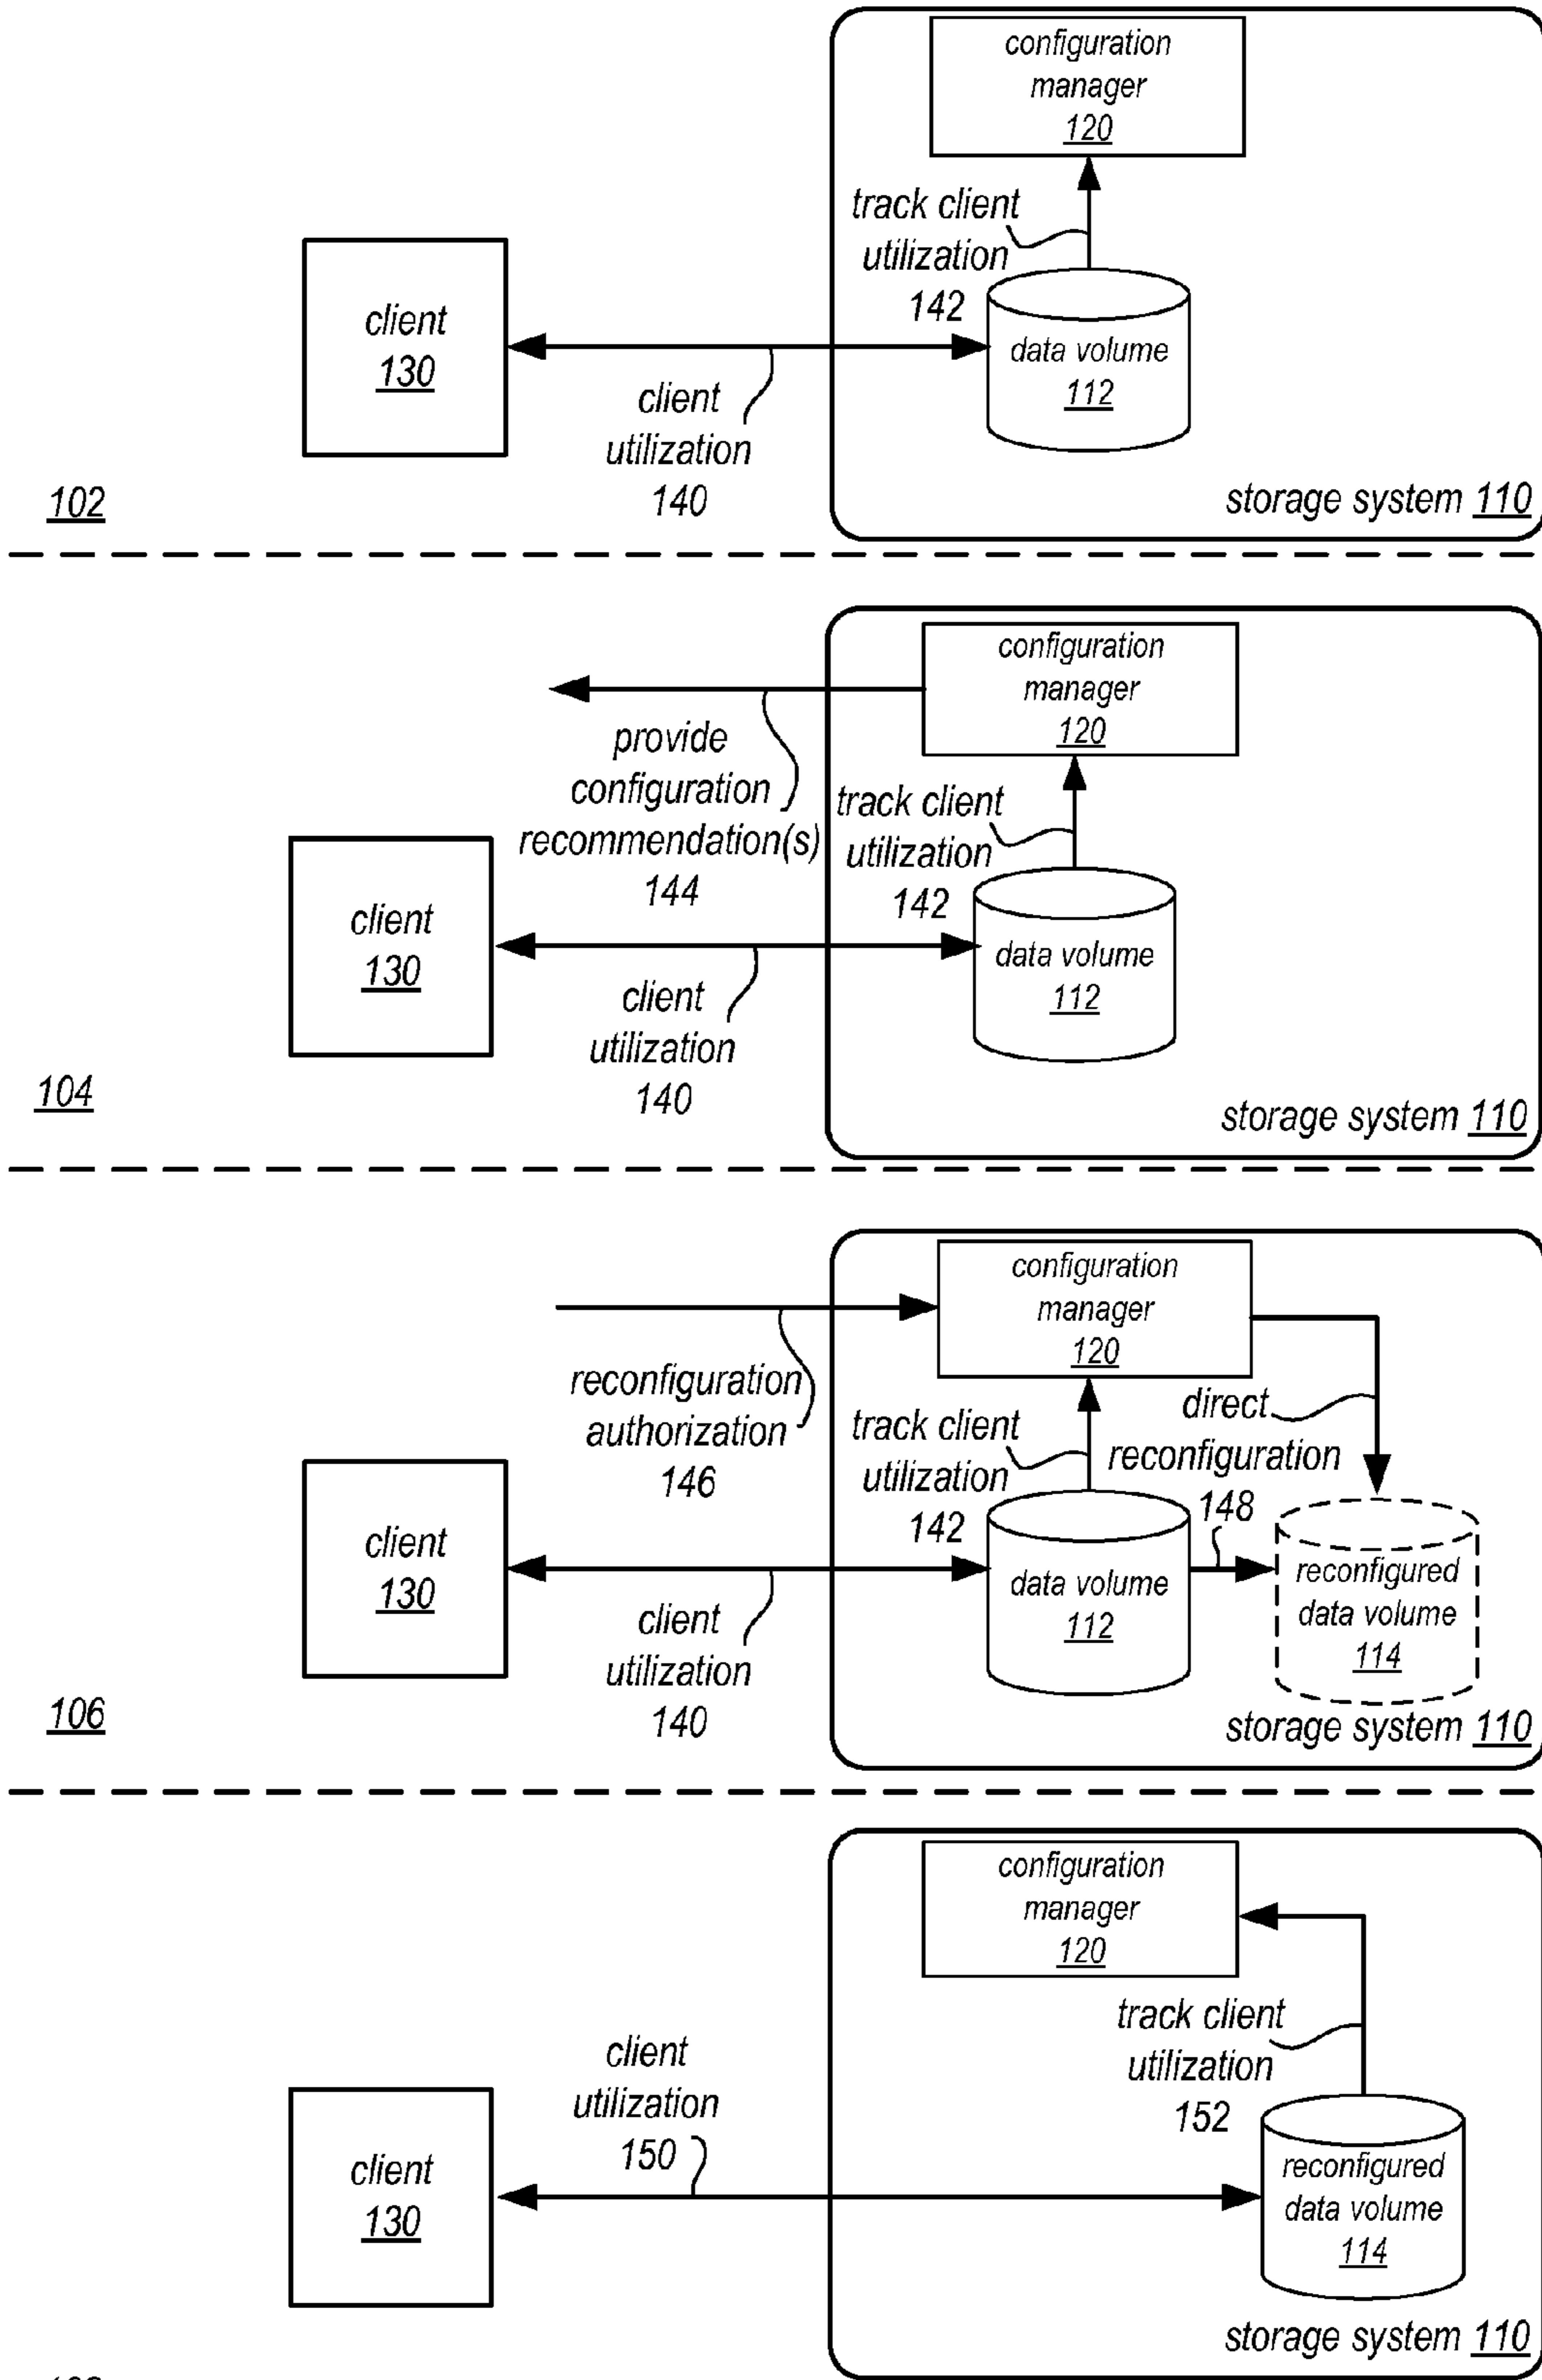 configuration
manager
120
track client
utilization
142
client
130
data volume
112
client
utilization
140
102
storage system 110
configuration
manager
120
provide
configuration
recommendation(s)
144
track client
utilization
142
client
130
data volume
112
client
utilization
140
104
storage system 110
configuration
manager
120
reconfiguration
authorization
146
track client
utilization
142
direct
reconfiguration
148
client
130
data volume
112
reconfigured
data volume
114
client
utilization
140
106
storage system 110
configuration
manager
120
client
utilization
150
track client
utilization
152
client
130
reconfigured
data volume
114
storage system 110